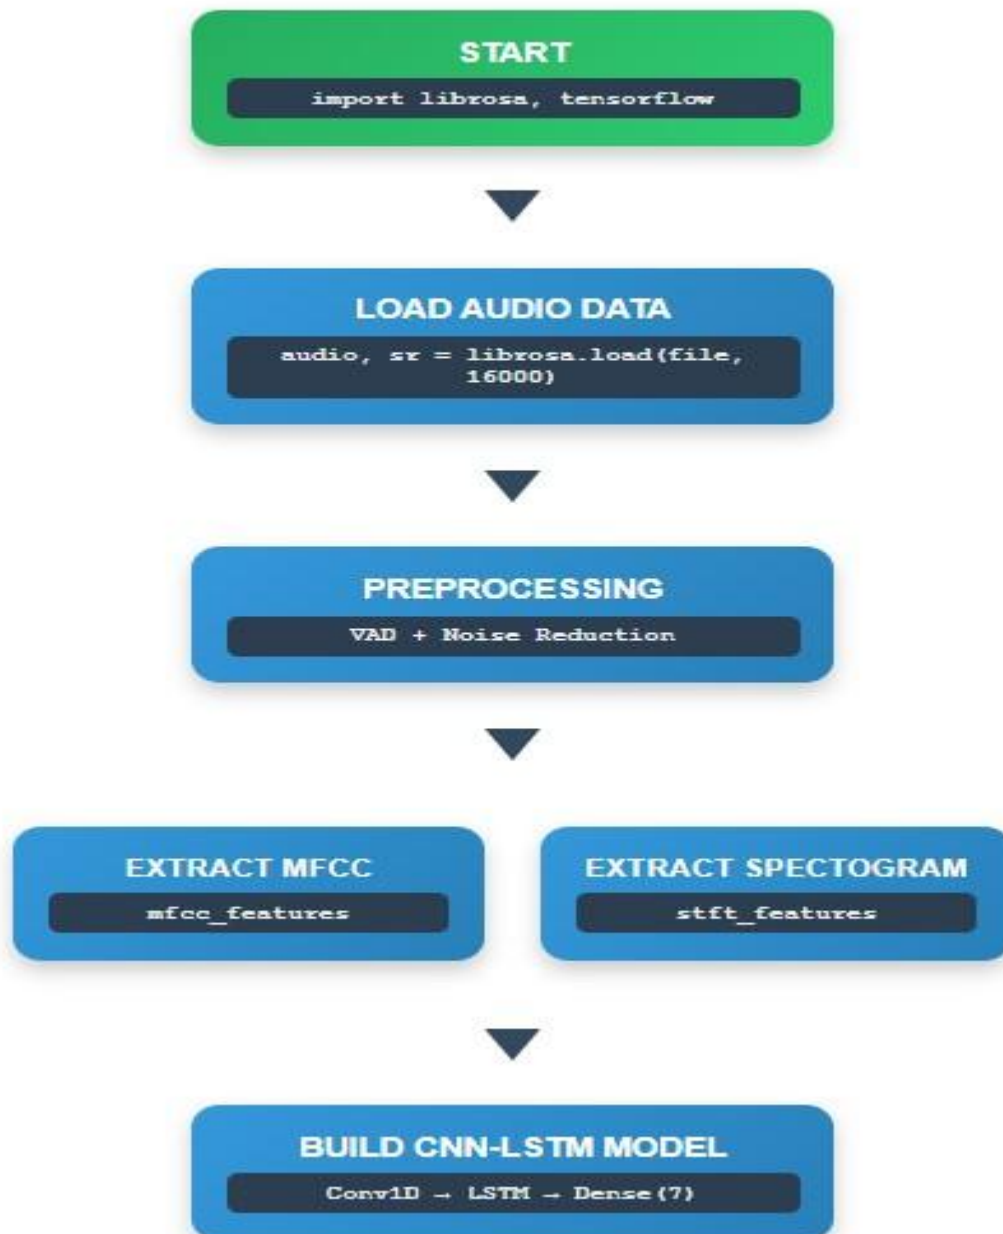 START
import librosa, tensorflow
LOAD AUDIO DATA
audio, sr = librosa.load(file,
16000)
PREPROCESSING
VAD + Noise Reduction
EXTRACT MFCC
mfcc_features
EXTRACT SPECTOGRAM
stft_features
BUILD CNN-LSTM MODEL
Conv1D → LSTM → Dense(7)